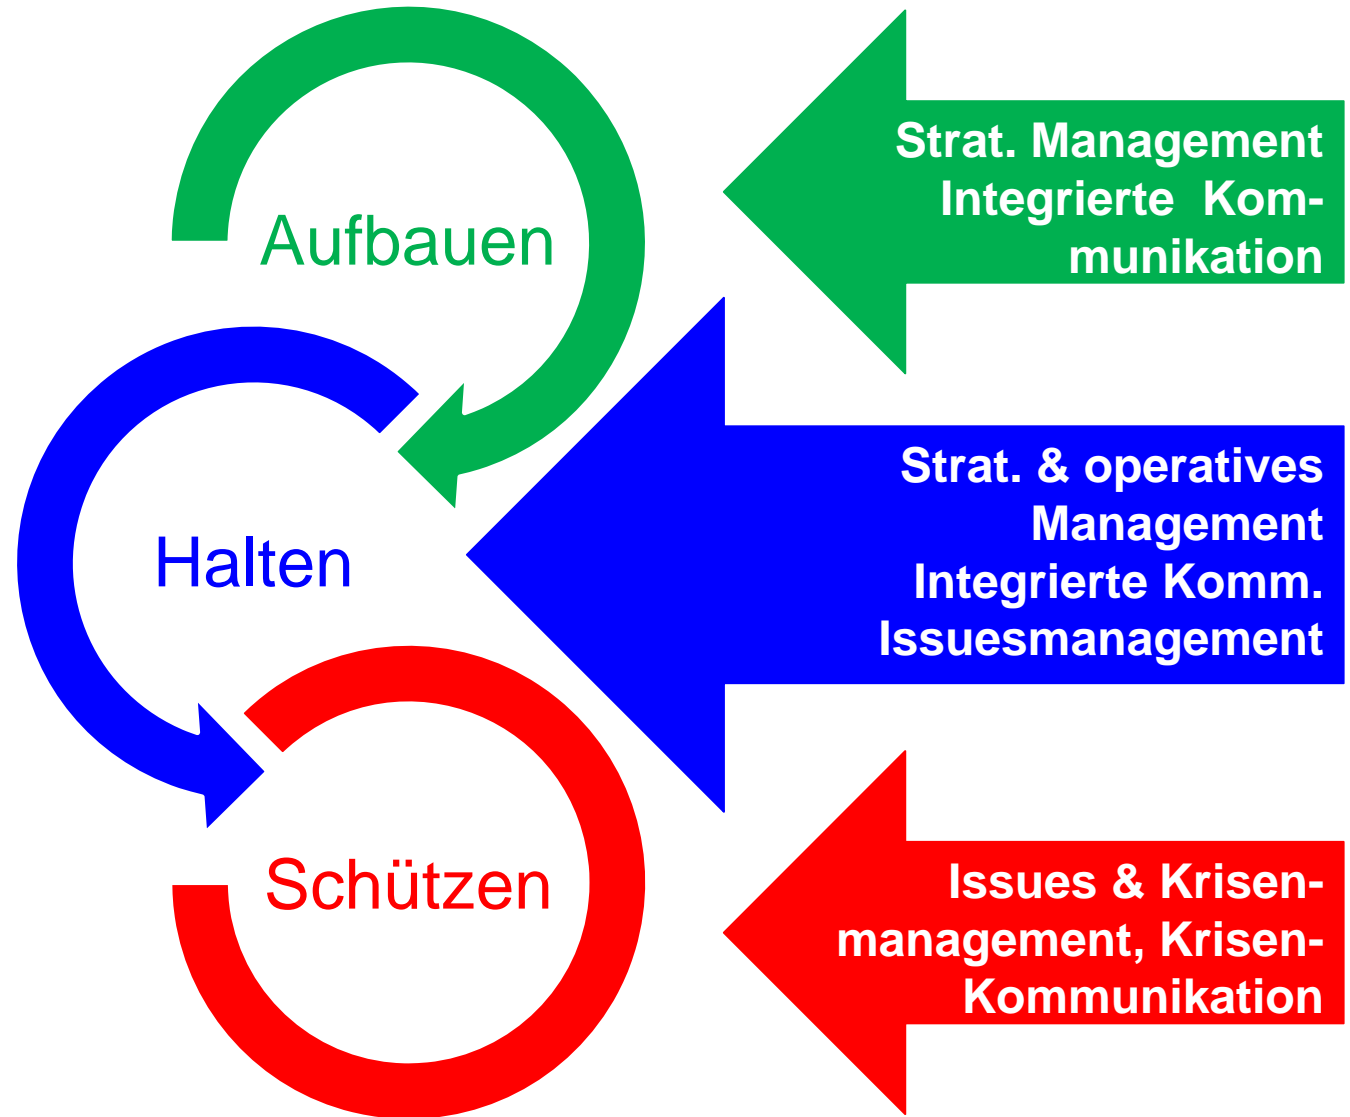 Aufbauen
Strat. Management
Integrierte  Kom-
munikation
Halten
Strat. & operatives
Management
Integrierte Komm.
Issuesmanagement
Schützen
Issues & Krisen-
management, Krisen-
Kommunikation